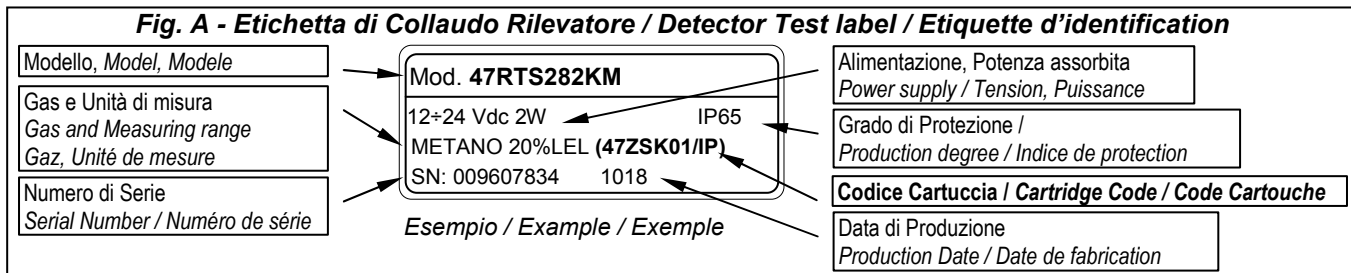 Fig. A - Etichetta di Collaudo Rilevatore / Detector Test label / Etiquette d'identification
Modello, Model, Modele
Gas e Unità di misura
Gas and Measuring range
Gaz, Unité de mesure
Numero di Serie
Serial Number / Numéro de série
Mod. 47RTS282KM
12÷24 Vdc 2W IP65
METANO 20%LEL (47ZSK01/IP)
SN: 009607834 1018
Esempio / Example / Exemple
Alimentazione, Potenza assorbita
Power supply / Tension, Puissance
Grado di Protezione /
Production degree / Indice de protection
Codice Cartuccia / Cartridge Code / Code Cartouche
Data di Produzione
Production Date / Date de fabrication